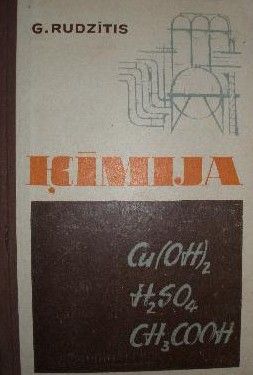 G. RUDZĪTIS
ĶĪMIJA
Cu(OH)₂
H₂SO₄
CH₃COOH